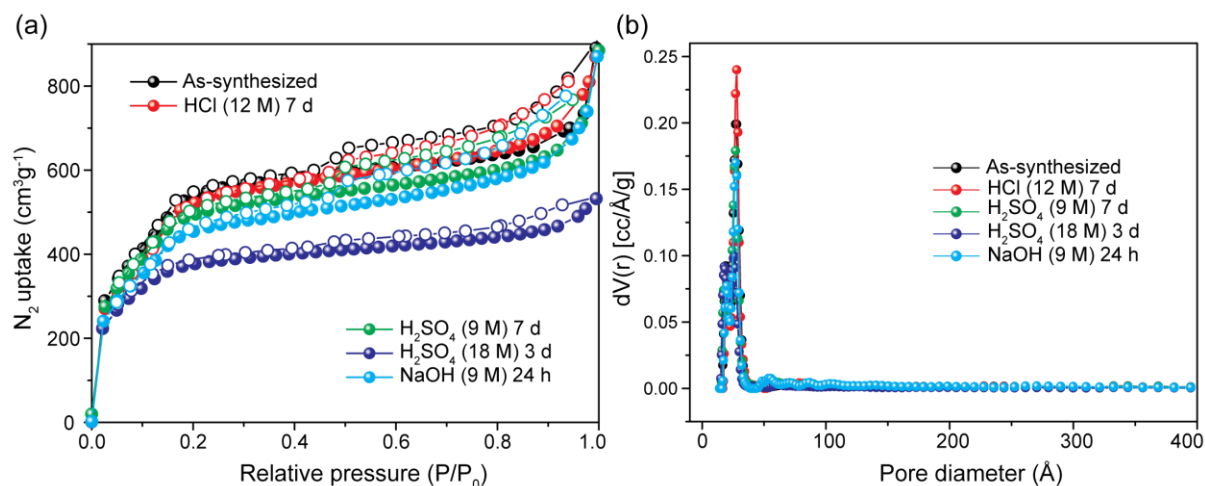 (a)
800
600
400
200
0
N₂ uptake (cm³g⁻¹)
As-synthesized
HCl (12 M) 7 d
H₂SO₄ (9 M) 7 d
H₂SO₄ (18 M) 3 d
NaOH (9 M) 24 h
0.0 0.2 0.4 0.6 0.8 1.0
Relative pressure (P/P₀)
(b)
0.25
0.20
0.15
0.10
0.05
0.00
dV(r) [cc/Å/g]
As-synthesized
HCl (12 M) 7 d
H₂SO₄ (9 M) 7 d
H₂SO₄ (18 M) 3 d
NaOH (9 M) 24 h
0 100 200 300 400
Pore diameter (Å)